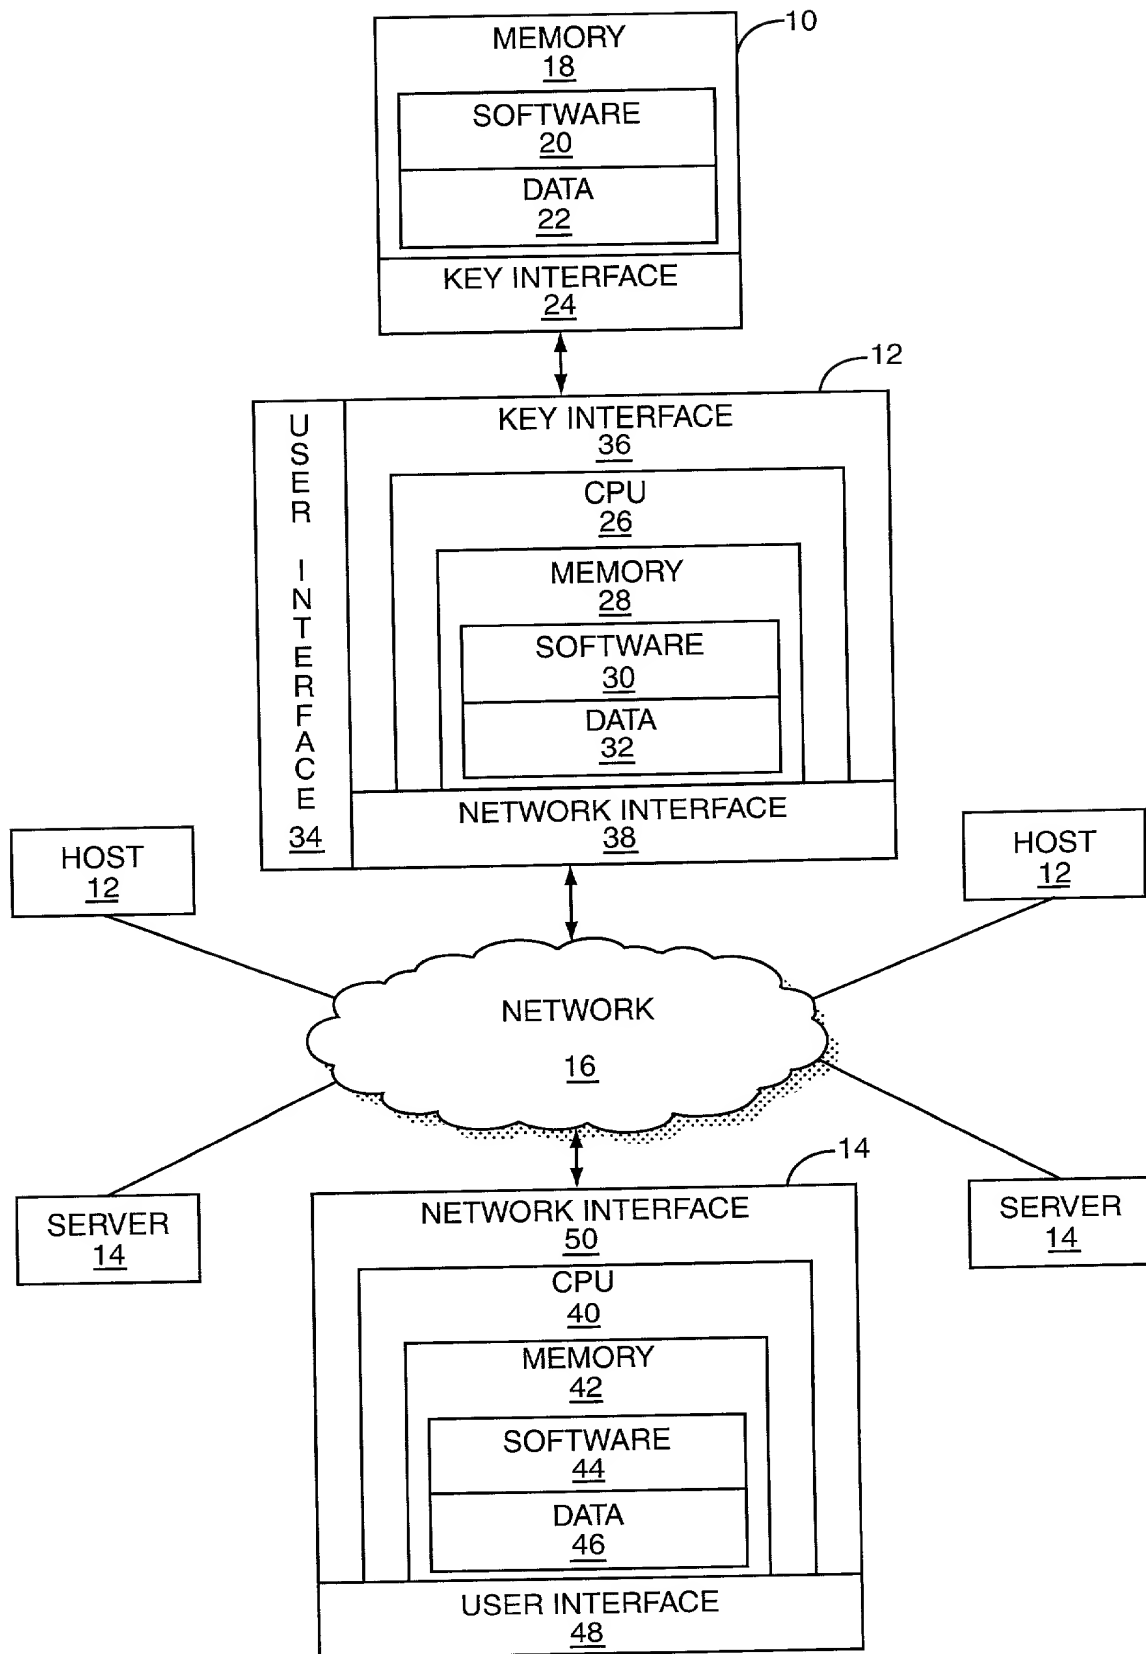 10
MEMORY
18
SOFTWARE
20
DATA
22
KEY INTERFACE
24
12
USER INTERFACE
34
KEY INTERFACE
36
CPU
26
MEMORY
28
SOFTWARE
30
DATA
32
NETWORK INTERFACE
38
HOST
12
HOST
12
NETWORK
16
SERVER
14
SERVER
14
14
NETWORK INTERFACE
50
CPU
40
MEMORY
42
SOFTWARE
44
DATA
46
USER INTERFACE
48